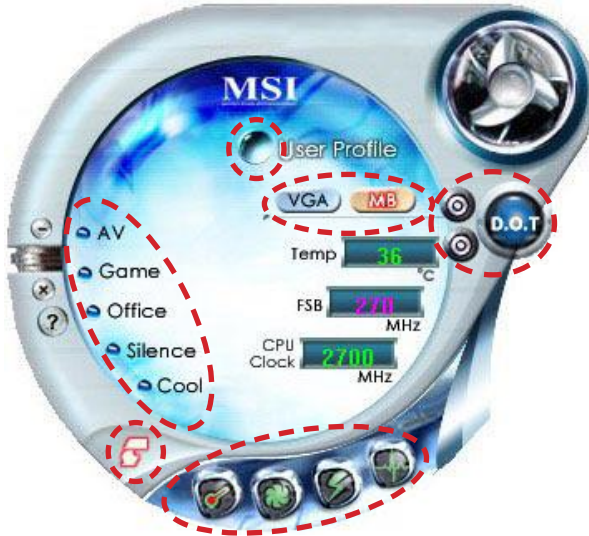 MSI
User Profile
VGA MB
D.O.T
AV
Temp 36
°C
Game
FSB 270
MHz
Office
Silence
CPU
Clock 2700
MHz
Cool
?